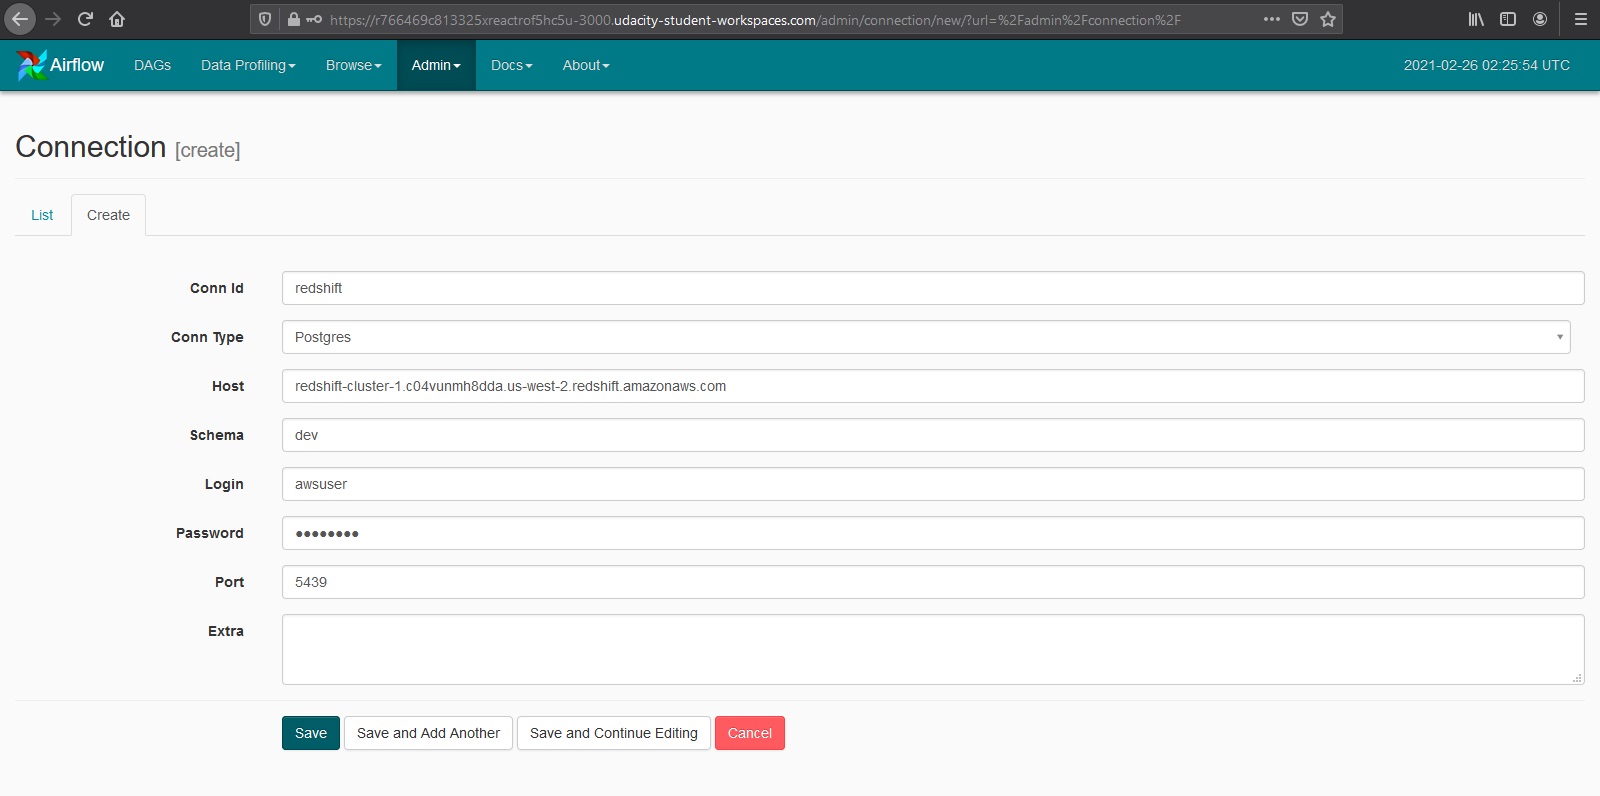 https://r766469c813325xreactrof5hc5u-3000.udacity-student-workspaces.com/admin/connection/new/?url=%2Fadmin%2Fconnection%2F
Airflow DAGs Data Profiling Browse Admin Docs About 2021-02-26 02:25:54 UTC
Connection [create]
List Create
Conn Id redshift
Conn Type Postgres
Host redshift-cluster-1.c04vunmh8dda.us-west-2.redshift.amazonaws.com
Schema dev
Login awsuser
Password ●●●●●●●●
Port 5439
Extra
Save Save and Add Another Save and Continue Editing Cancel